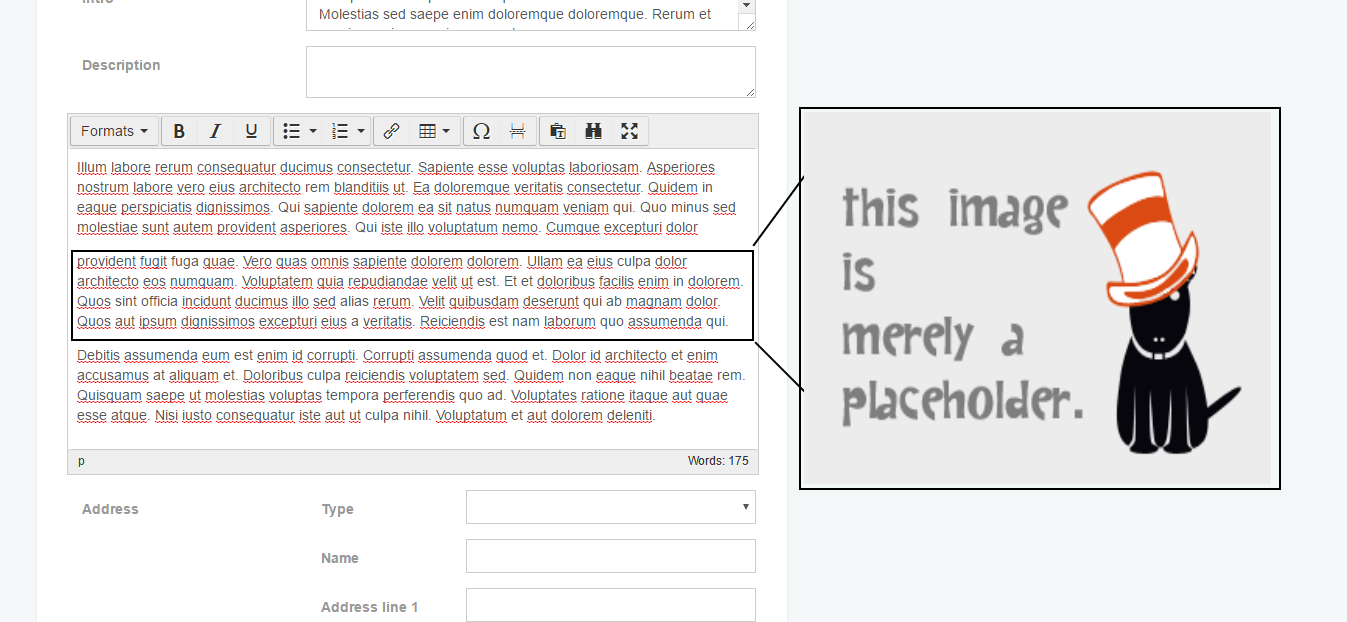 Intro
Molestias sed saepe enim doloremque doloremque. Rerum et
Description
Formats
B I U
Illum labore rerum consequatur ducimus consectetur. Sapiente esse voluptas laboriosam. Asperiores
nostrum labore vero eius architecto rem blanditiis ut. Ea doloremque veritatis consectetur. Quidem in
eaque perspiciatis dignissimos. Qui sapiente dolorem ea sit natus numquam veniam qui. Quo minus sed
molestiae sunt autem provident asperiores. Qui iste illo voluptatum nemo. Cumque excepturi dolor
provident fugit fuga quae. Vero quas omnis sapiente dolorem dolorem. Ullam ea eius culpa dolor
architecto eos numquam. Voluptatem quia repudiandae velit ut est. Et et doloribus facilis enim in dolorem.
Quos sint officia incidunt ducimus illo sed alias rerum. Velit quibusdam deserunt qui ab magnam dolor.
Quos aut ipsum dignissimos excepturi eius a veritatis. Reiciendis est nam laborum quo assumenda qui.
Debitis assumenda eum est enim id corrupti. Corrupti assumenda quod et. Dolor id architecto et enim
accusamus at aliquam et. Doloribus culpa reiciendis voluptatem sed. Quidem non eaque nihil beatae rem.
Quisquam saepe ut molestias voluptas tempora perferendis quo ad. Voluptates ratione itaque aut quae
esse atque. Nisi iusto consequatur iste aut ut culpa nihil. Voluptatum et aut dolorem deleniti.
p
Words: 175
Address
Type
Name
Address line 1
this image
is
merely a
placeholder.